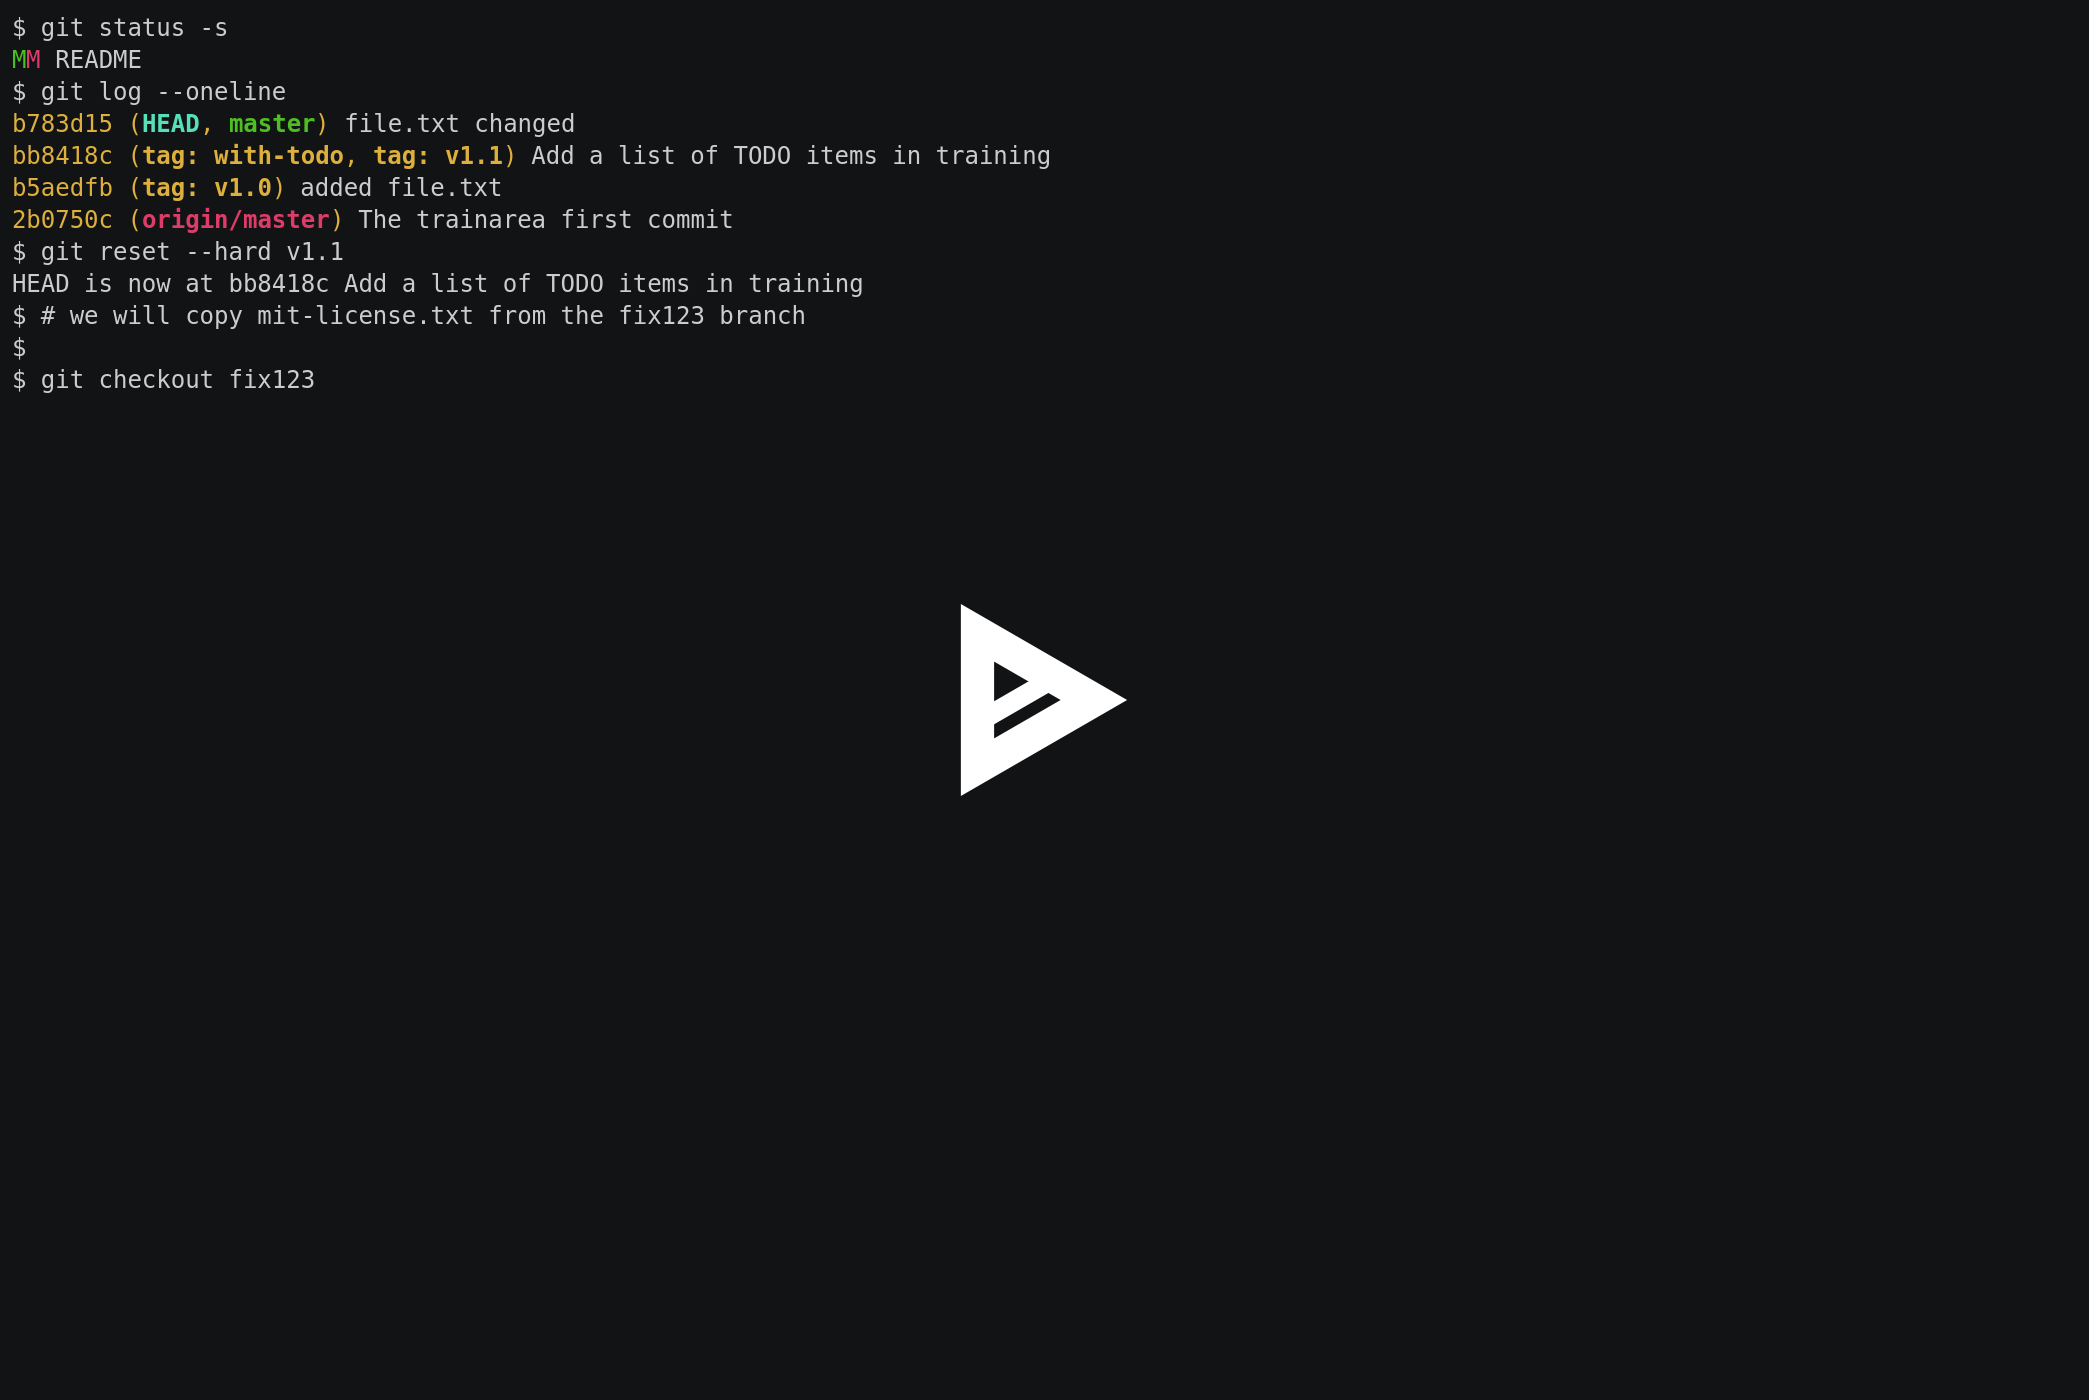 $ git status -s
MM README
$ git log --oneline
b783d15 (HEAD, master) file.txt changed
bb8418c (tag: with-todo, tag: v1.1) Add a list of TODO items in training
b5aedfb (tag: v1.0) added file.txt
2b0750c (origin/master) The trainarea first commit
$ git reset --hard v1.1
HEAD is now at bb8418c Add a list of TODO items in training
$ # we will copy mit-license.txt from the fix123 branch
$
$ git checkout fix123